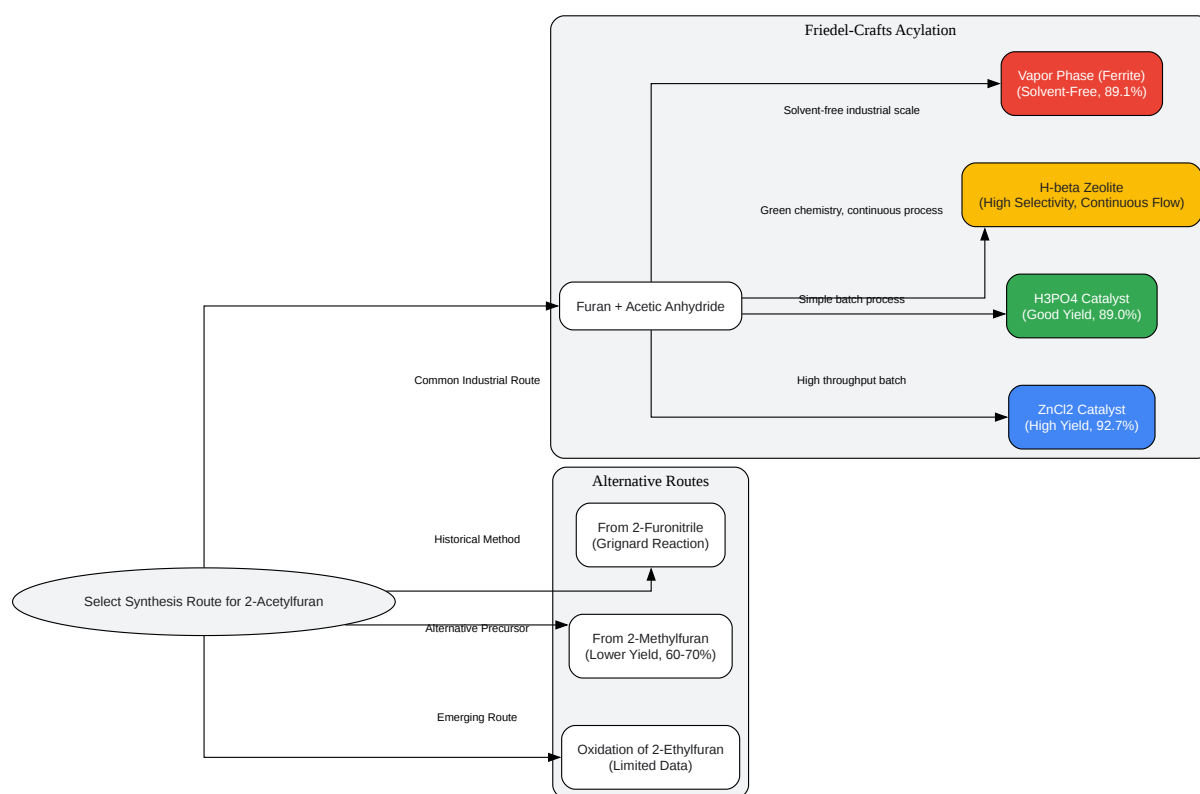 Friedel-Crafts Acylation
Vapor Phase (Ferrite)
(Solvent-Free, 89.1%)
Solvent-free industrial scale
H-beta Zeolite
(High Selectivity, Continuous Flow)
Green chemistry, continuous process
Furan + Acetic Anhydride
Simple batch process
H3PO4 Catalyst
(Good Yield, 89.0%)
Common Industrial Route
High throughput batch
ZnCl2 Catalyst
(High Yield, 92.7%)
Alternative Routes
From 2-Furonitrile
(Grignard Reaction)
Historical Method
Select Synthesis Route for 2-Acetylfuran
Alternative Precursor
From 2-Methylfuran
(Lower Yield, 60-70%)
Emerging Route
Oxidation of 2-Ethylfuran
(Limited Data)